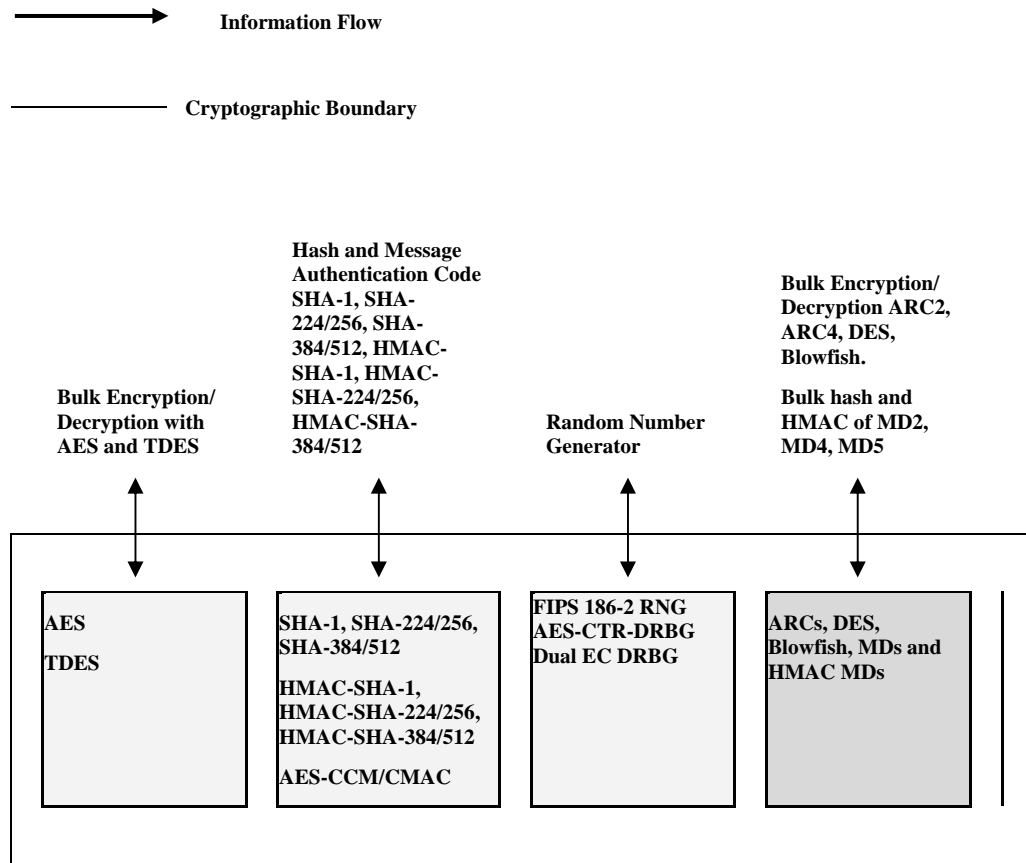 Information Flow
Cryptographic Boundary
Bulk Encryption/
Decryption with
AES and TDES
Hash and Message
Authentication Code
SHA-1, SHA-
224/256, SHA-
384/512, HMAC-
SHA-1, HMAC-
SHA-224/256,
HMAC-SHA-
384/512
Random Number
Generator
Bulk Encryption/
Decryption ARC2,
ARC4, DES,
Blowfish.
Bulk hash and
HMAC of MD2,
MD4, MD5
AES
TDES
SHA-1, SHA-224/256,
SHA-384/512
HMAC-SHA-1,
HMAC-SHA-224/256,
HMAC-SHA-384/512
AES-CCM/CMAC
FIPS 186-2 RNG
AES-CTR-DRBG
Dual EC DRBG
ARCs, DES,
Blowfish, MDs and
HMAC MDs